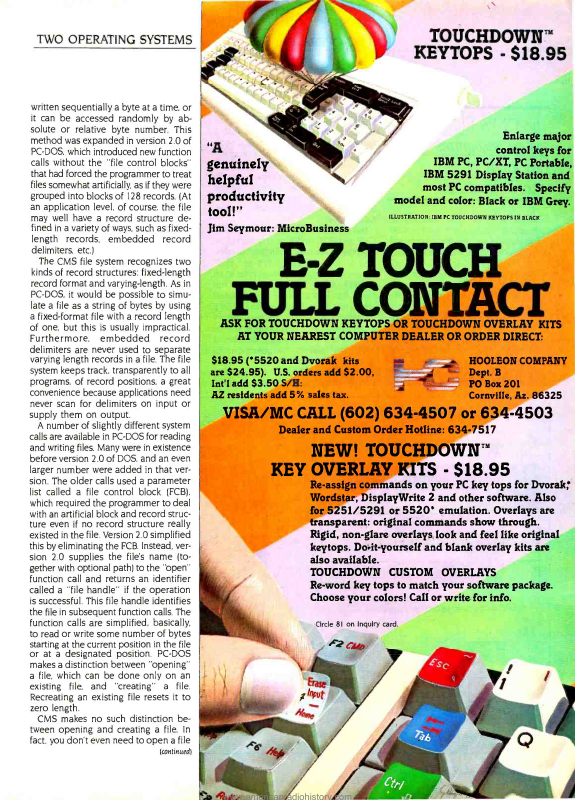 TWO OPERATING SYSTEMS
written sequentially a byte at a time, or
it can be accessed randomly by ab-
solute or relative byte number. This
method was expanded in version 2.0 of
PC-DOS, which introduced new function
calls without the "file control blocks"
that had forced the programmer to treat
files somewhat artificially, as if they were
grouped into blocks of 128 records. (At
an application level, of course, the file
may well have a record structure de-
fined in a variety of ways, such as fixed-
length records, embedded record
delimiters, etc.)
The CMS file system recognizes two
kinds of record structures: fixed-length
record format and varying-length. As in
PC-DOS, it would be possible to simu-
late a file as a string of bytes by using
a fixed-format file with a record length
of one, but this is usually impractical.
Furthermore, embedded record
delimiters are never used to separate
varying length records in a file. The file
system keeps track, transparently to all
programs, of record positions, a great
convenience because applications need
never scan for delimiters on input or
supply them on output.
A number of slightly different system
calls are available in PC-DOS for reading
and writing files. Many were in existence
before version 2.0 of DOS, and an even
larger number were added in that ver-
sion. The older calls used a parameter
list called a file control block (FCB),
which required the programmer to deal
with an artificial block and record struc-
ture even if no record structure really
existed in the file. Version 2.0 simplified
this by eliminating the FCB. Instead, ver-
sion 2.0 supplies the file's name (to-
gether with optional path) to the "open"
function call and returns an identifier
called a "file handle" if the operation
is successful. This file handle identifies
the file in subsequent function calls. The
function calls are simplified, basically,
to read or write some number of bytes
starting at the current position in the file
or at a designated position. PC-DOS
makes a distinction between "opening"
a file, which can be done only on an
existing file, and "creating" a file.
Recreating an existing file resets it to
zero length.
CMS makes no such distinction be-
tween opening and creating a file. In
fact, you don't even need to open a file
(continued)
TOUCHDOWN™
KEYTOPS - $18.95
"A
genuinely
helpful
productivity
tool!"
Jim Seymour: MicroBusiness
Enlarge major
control keys for
IBM PC, PC/XT, PC Portable,
IBM 5291 Display Station and
most PC compatibles. Specify
model and color: Black or IBM Grey.
ILLUSTRATION: IBM PC TOUCHDOWN KEYTOPS IN BLACK
E-Z TOUCH
FULL CONTACT
ASK FOR TOUCHDOWN KEYTOPS OR TOUCHDOWN OVERLAY KITS
AT YOUR NEAREST COMPUTER DEALER OR ORDER DIRECT:
$18.95 (*5520 and Dvorak kits
are $24.95). U.S. orders add $2.00,
Int'l add $3.50 S/H:
AZ residents add 5% sales tax.
HOOLEON COMPANY
Dept. B
PO Box 201
Cornville, Az. 86325
VISA/MC CALL (602) 634-4507 or 634-4503
Dealer and Custom Order Hotline: 634-7517
NEW! TOUCHDOWN™
KEY OVERLAY KITS - $18.95
Re-assign commands on your PC key tops for Dvorak,*
Wordstar, DisplayWrite 2 and other software. Also
for 5251/5291 or 5520* emulation. Overlays are
transparent: original commands show through.
Rigid, non-glare overlays look and feel like original
keytops. Do-it-yourself and blank overlay kits are
also available.
TOUCHDOWN CUSTOM OVERLAYS
Re-word key tops to match your software package.
Choose your colors! Call or write for info.
Circle 81 on inquiry card.
F2 CMD
Esc
Erase
Input
7
Home
!
1
Tab
Q
F6 Help
Ctrl